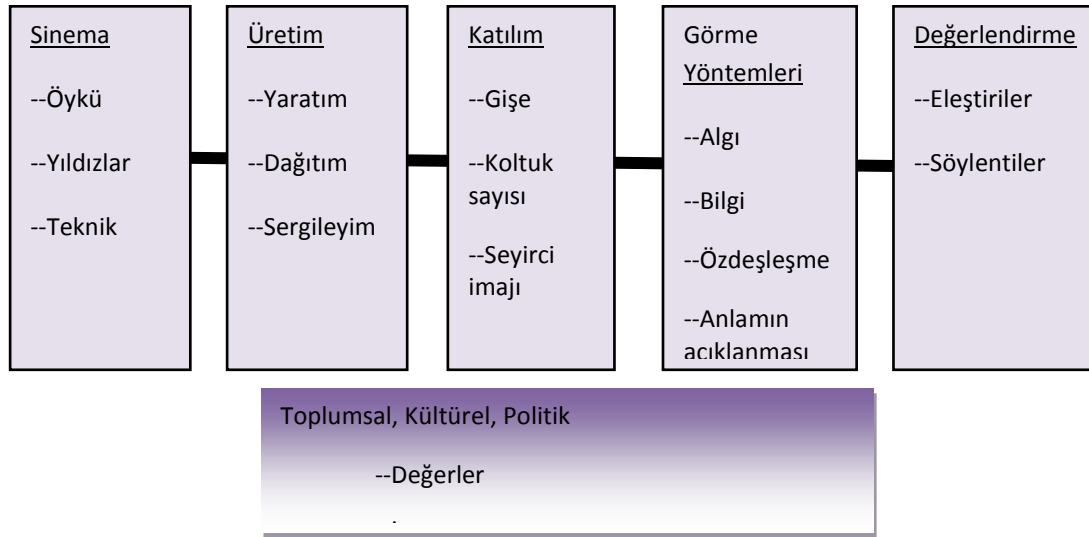 Sinema
--Öykü
--Yıldızlar
--Teknik
Üretim
--Yaratım
--Dağıtım
--Sergileyim
Katılım
--Gişe
--Koltuk
sayısı
--Seyirci
imajı
Görme
Yöntemleri
--Algı
--Bilgi
--Özdeşleşme
--Anlamın
açıklanması
Değerlendirme
--Eleştiriler
--Söylentiler
Toplumsal, Kültürel, Politik
--Değerler